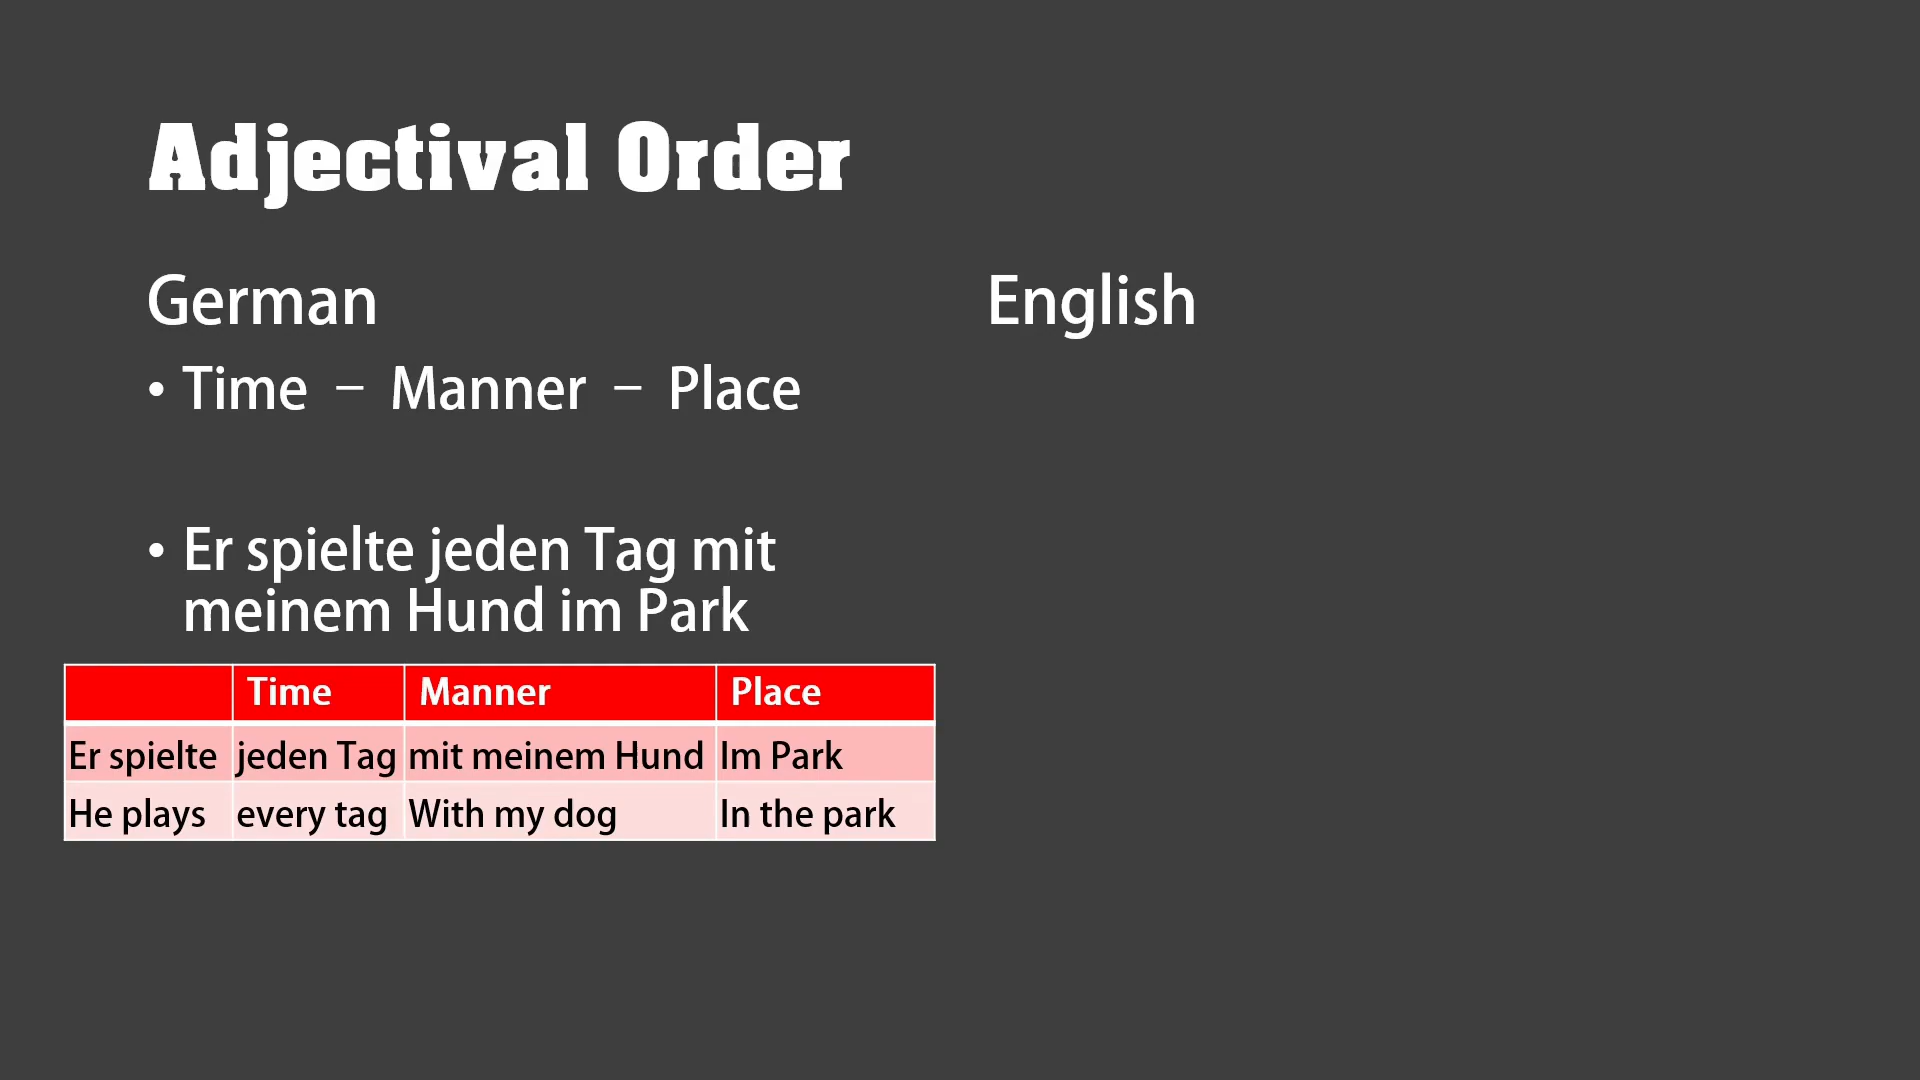 Adjectival Order
German
• Time – Manner – Place
• Er spielte jeden Tag mit
meinem Hund im Park
Time Manner Place
Er spielte jeden Tag mit meinem Hund Im Park
He plays every tag With my dog In the park
English